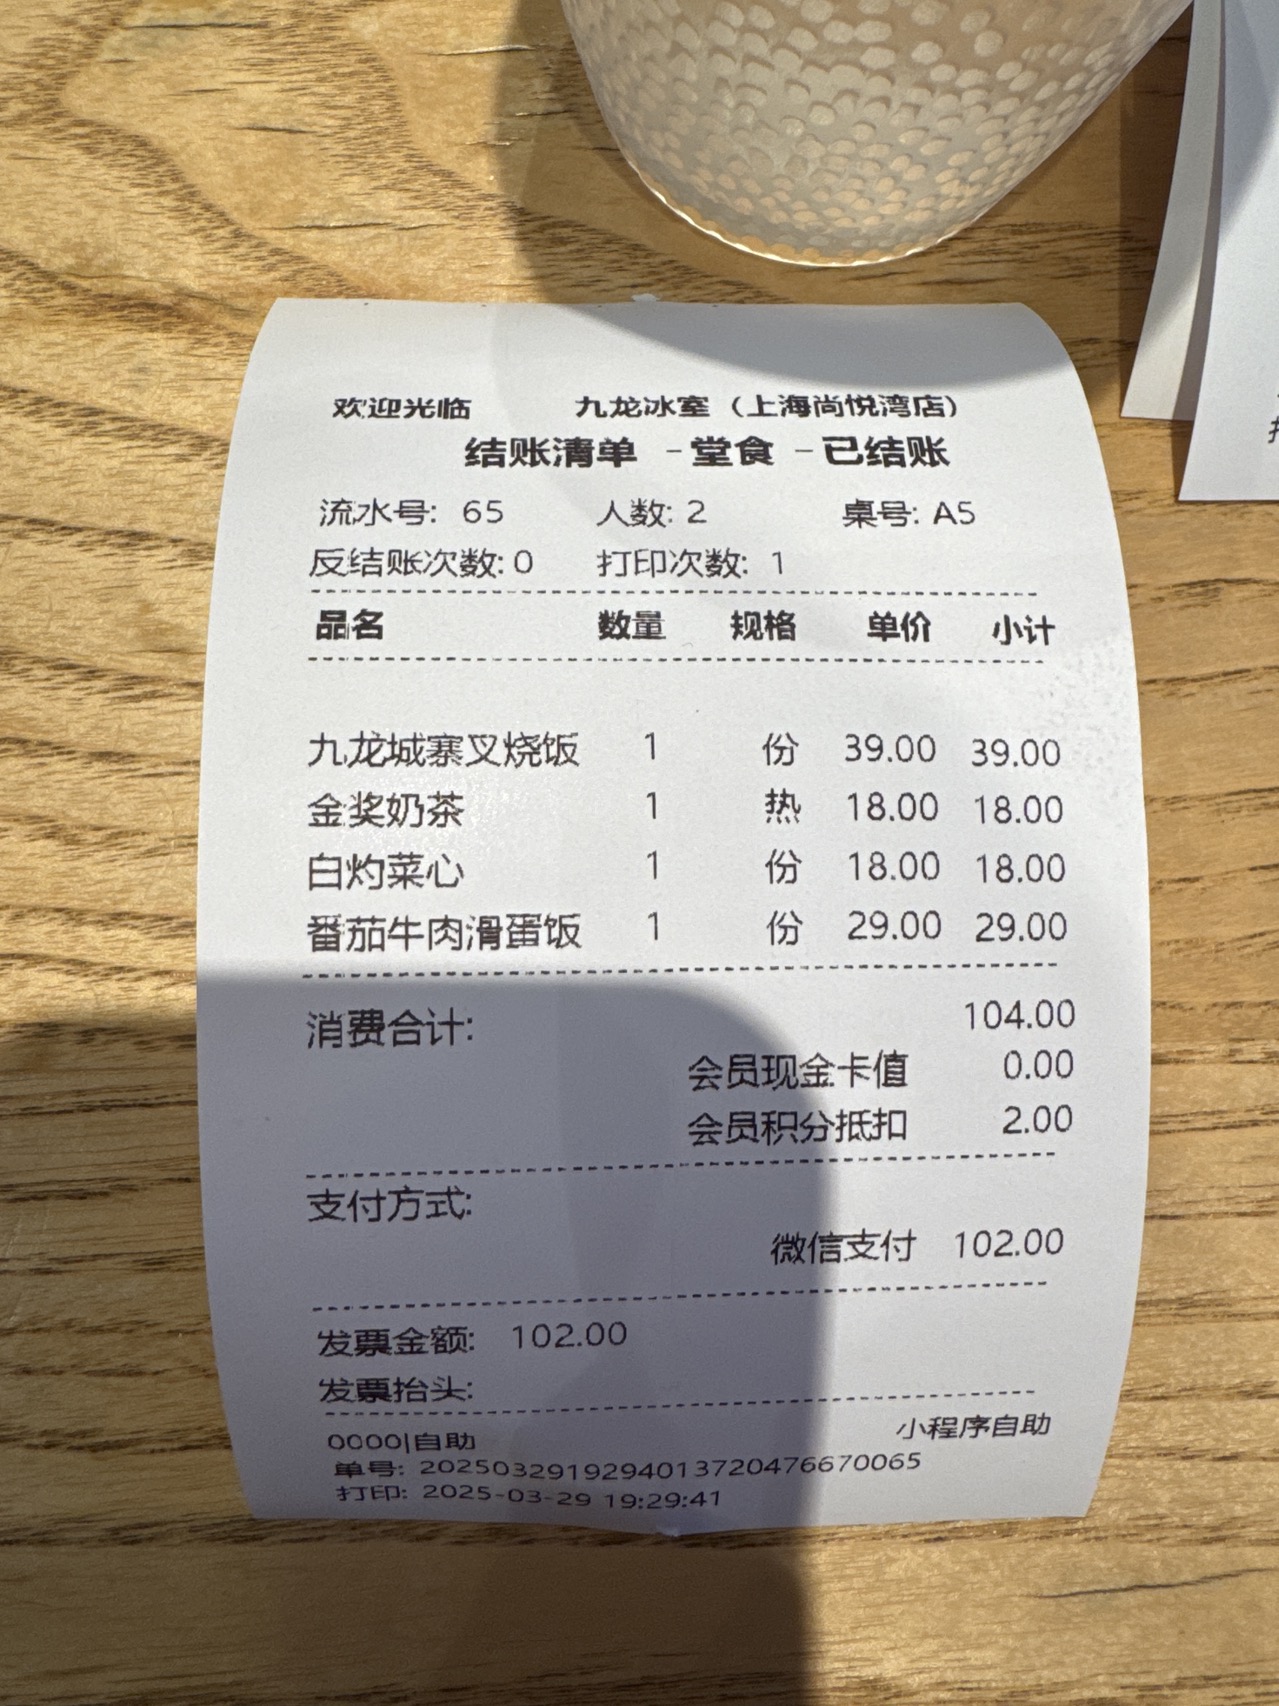 欢迎光临 九龙冰室（上海尚悦湾店）
结账清单 -堂食 -已结账
流水号: 65 人数: 2 桌号: A5
反结账次数: 0 打印次数: 1
品名 数量 规格 单价 小计
九龙城寨叉烧饭 1 份 39.00 39.00
金奖奶茶 1 热 18.00 18.00
白灼菜心 1 份 18.00 18.00
番茄牛肉滑蛋饭 1 份 29.00 29.00
消费合计: 104.00
会员现金卡值 0.00
会员积分抵扣 2.00
支付方式:
微信支付 102.00
发票金额: 102.00
发票抬头:
0000|自助 小程序自助
单号: 2025032919294013720476670065
打印: 2025-03-29 19:29:41